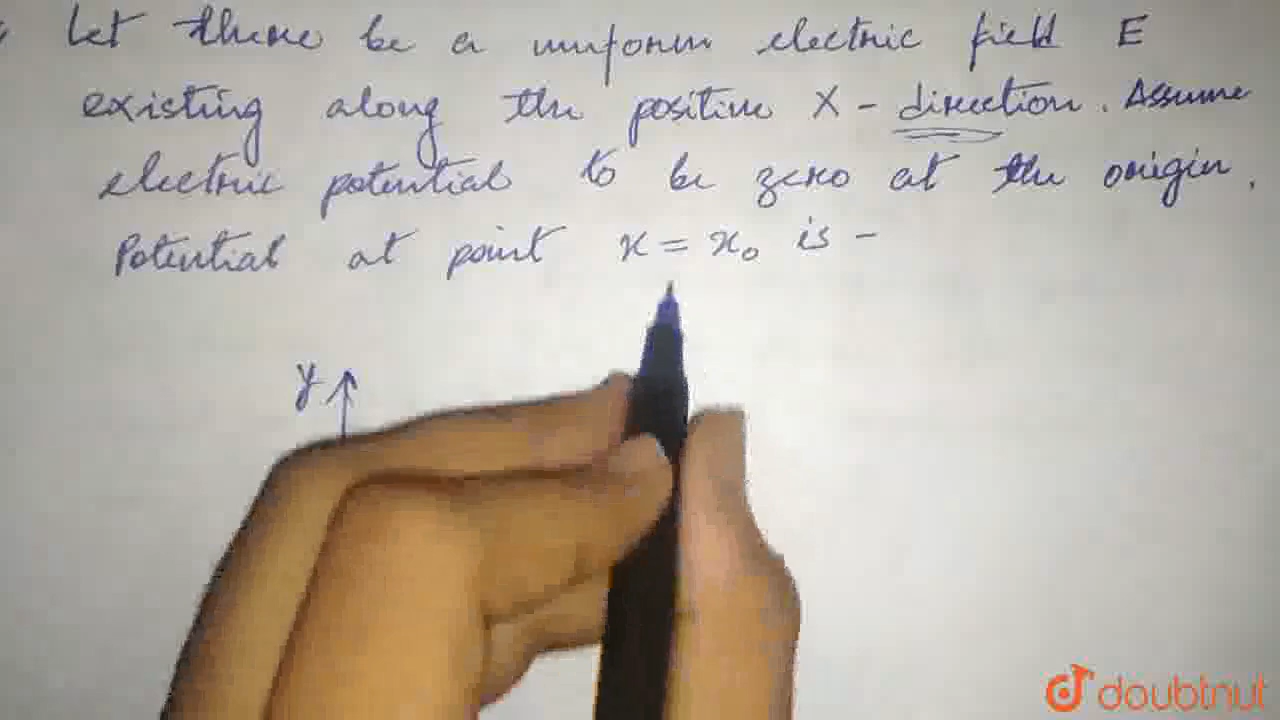 Let there be a uniform electric field E
existing along the positive X - direction. Assume
electric potential to be zero at the origin.
Potential at point x = x₀ is -
y
doubtnut